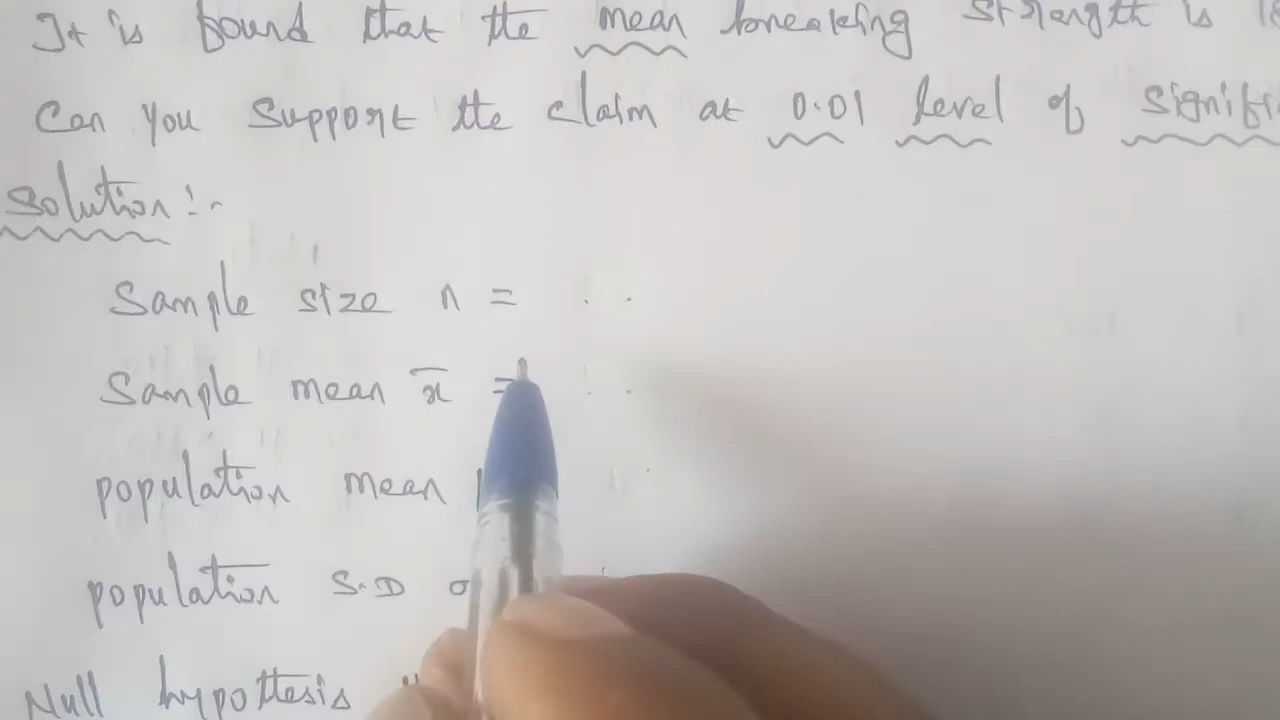 It is found that the mean breaking strength is
Can you support the claim at 0.01 level of signifi
Solution :-
Sample size n =
Sample mean x̄ =
population mean
population S.D σ
Null hypothesis